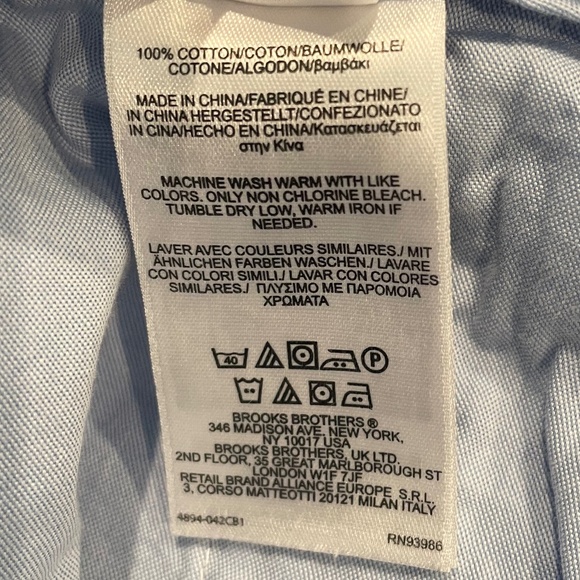 100% COTTON/COTON/BAUMWOLLE/
COTONE/ALGODON/βαμβάκι
MADE IN CHINA/FABRIQUÉ EN CHINE/
IN CHINA HERGESTELLT/CONFEZIONATO
IN CINA/HECHO EN CHINA/Κατασκευάζεται
στην Κίνα
MACHINE WASH WARM WITH LIKE
COLORS. ONLY NON CHLORINE BLEACH.
TUMBLE DRY LOW, WARM IRON IF
NEEDED.
LAVER AVEC COULEURS SIMILAIRES./ MIT
ÄHNLICHEN FARBEN WASCHEN./ LAVARE
CON COLORI SIMILI./ LAVAR CON COLORES
SIMILARES./ ΠΛΥΣΙΜΟ ΜΕ ΠΑΡΟΜΟΙΑ
ΧΡΩΜΑΤΑ
40 P
BROOKS BROTHERS ®
346 MADISON AVE, NEW YORK,
NY 10017 USA
BROOKS BROTHERS, UK LTD.
2ND FLOOR, 35 GREAT MARLBOROUGH ST
LONDON W1F 7JF
RETAIL BRAND ALLIANCE EUROPE S.R.L.
3, CORSO MATTEOTTI 20121 MILAN ITALY
4894-042CB1 RN93986